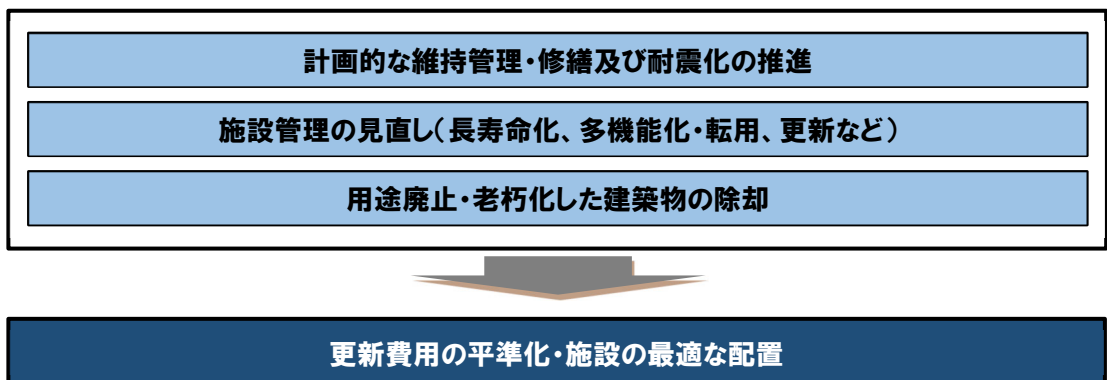 計画的な維持管理・修繕及び耐震化の推進
施設管理の見直し（長寿命化、多機能化・転用、更新など）
用途廃止・老朽化した建築物の除却
更新費用の平準化・施設の最適な配置